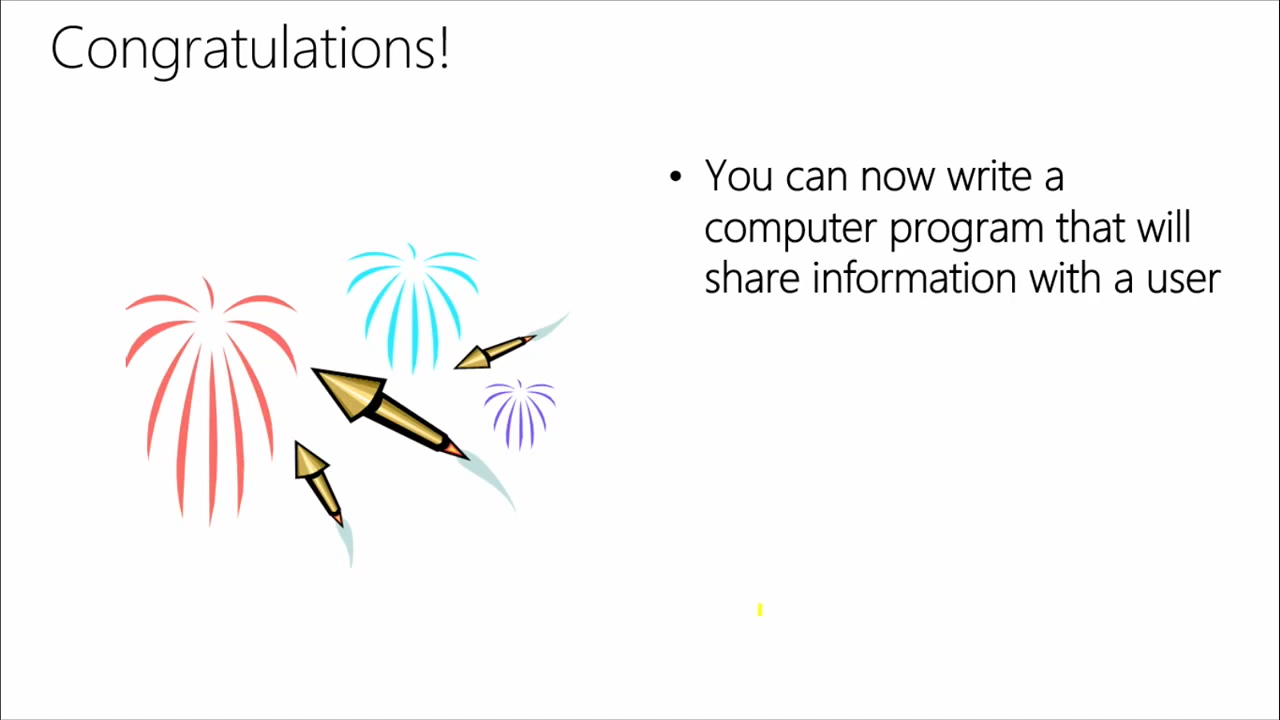 Congratulations!
• You can now write a
computer program that will
share information with a user